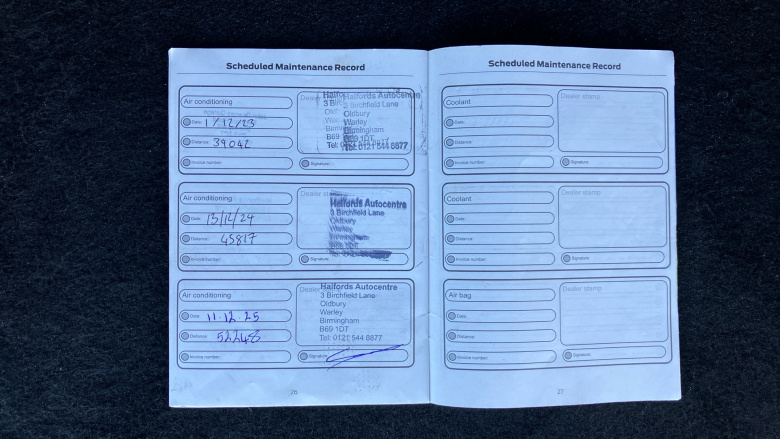 Scheduled Maintenance Record
Air conditioning
Date: 1/12/23
Distance: 39042
Invoice number:
Dealer
Halfords Autocentre
3 Birchfield Lane
Oldbury
Warley
Birmingham
B69 1DT
Tel: 0121 544 8877
Signature:
Air conditioning
Date: 13/12/24
Distance: 45817
Invoice number:
Dealer stamp
Halfords Autocentre
3 Birchfield Lane
Oldbury
Warley
Birmingham
Signature:
Air conditioning
Date: 11.12.25
Distance: 52248
Invoice number:
Dealer
Halfords Autocentre
3 Birchfield Lane
Oldbury
Warley
Birmingham
B69 1DT
Tel: 0121 544 8877
Signature:
26
Scheduled Maintenance Record
Coolant
Date:
Distance:
Invoice number:
Dealer stamp
Signature:
Coolant
Date:
Distance:
Invoice number:
Dealer stamp
Signature:
Air bag
Date:
Distance:
Invoice number:
Dealer stamp
Signature:
27